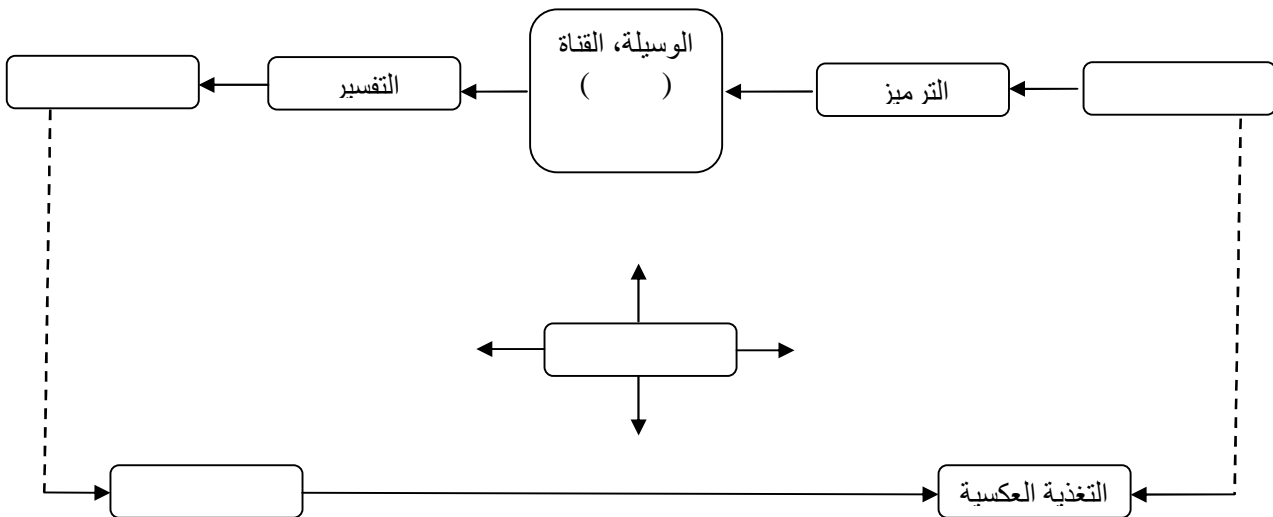 الوسيلة، القناة
(        )
الترميز
التفسير
التغذية العكسية